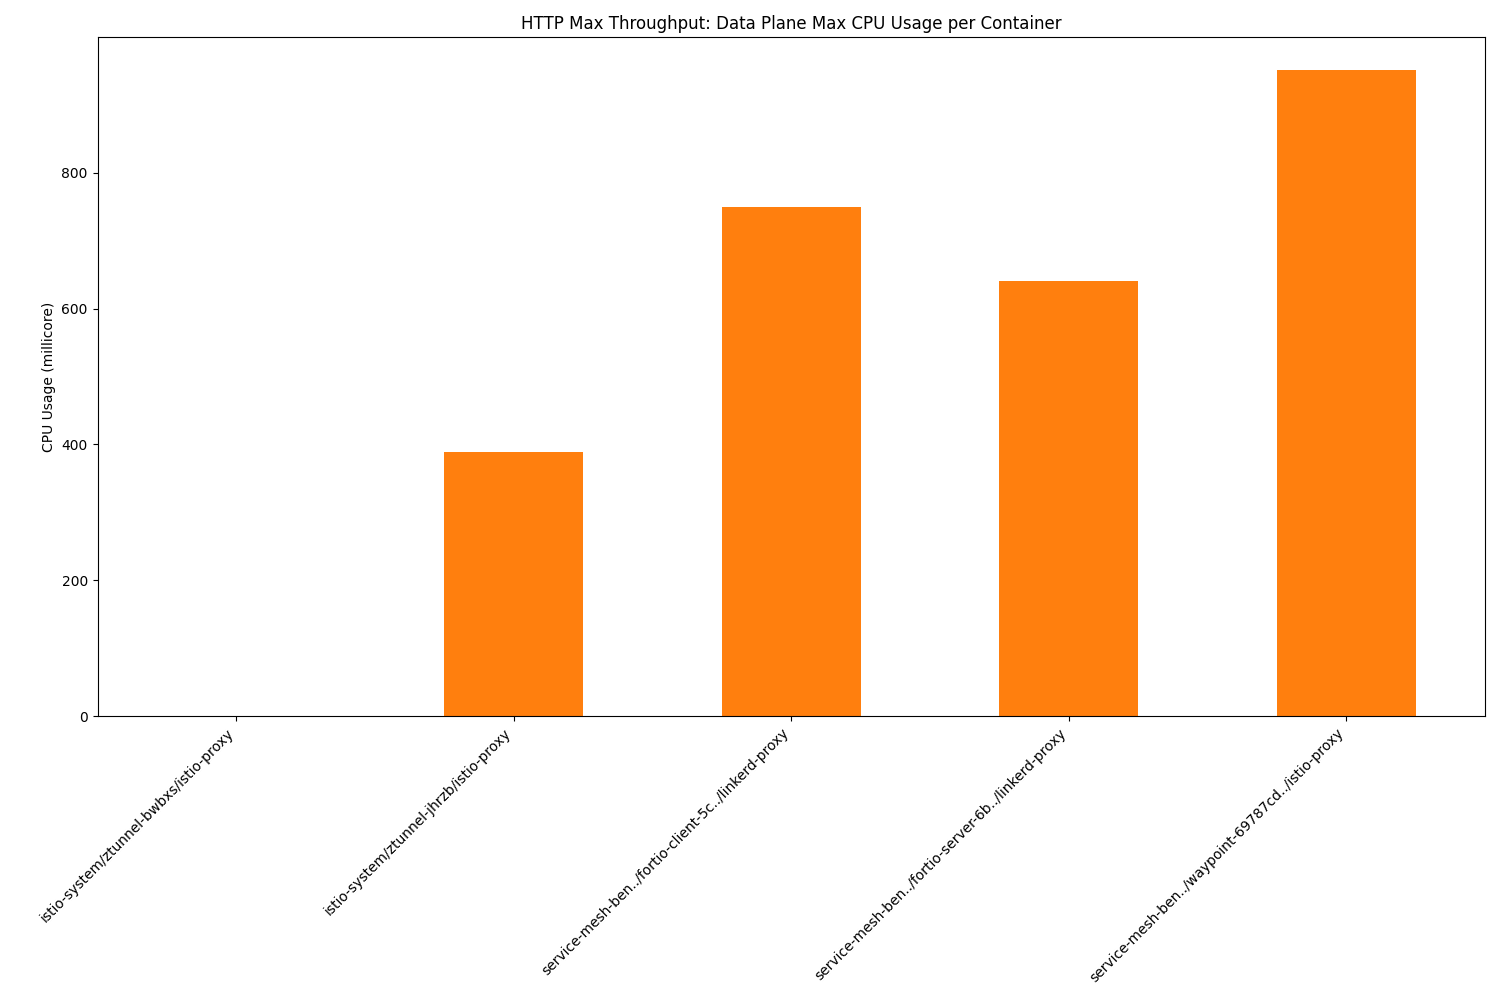 HTTP Max Throughput: Data Plane Max CPU Usage per Container
CPU Usage (millicore)
800
600
400
200
0
istio-system/ztunnel-bwbxs/istio-proxy
istio-system/ztunnel-jhrzb/istio-proxy
service-mesh-ben../fortio-client-5c../linkerd-proxy
service-mesh-ben../fortio-server-6b../linkerd-proxy
service-mesh-ben../waypoint-69787cd../istio-proxy